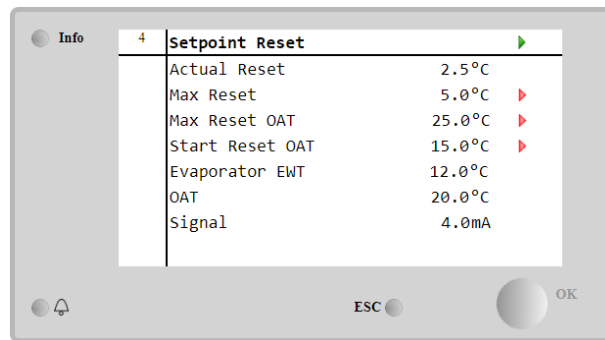 Info
4 Setpoint Reset
Actual Reset 2.5°C
Max Reset 5.0°C
Max Reset OAT 25.0°C
Start Reset OAT 15.0°C
Evaporator EWT 12.0°C
OAT 20.0°C
Signal 4.0mA
ESC OK